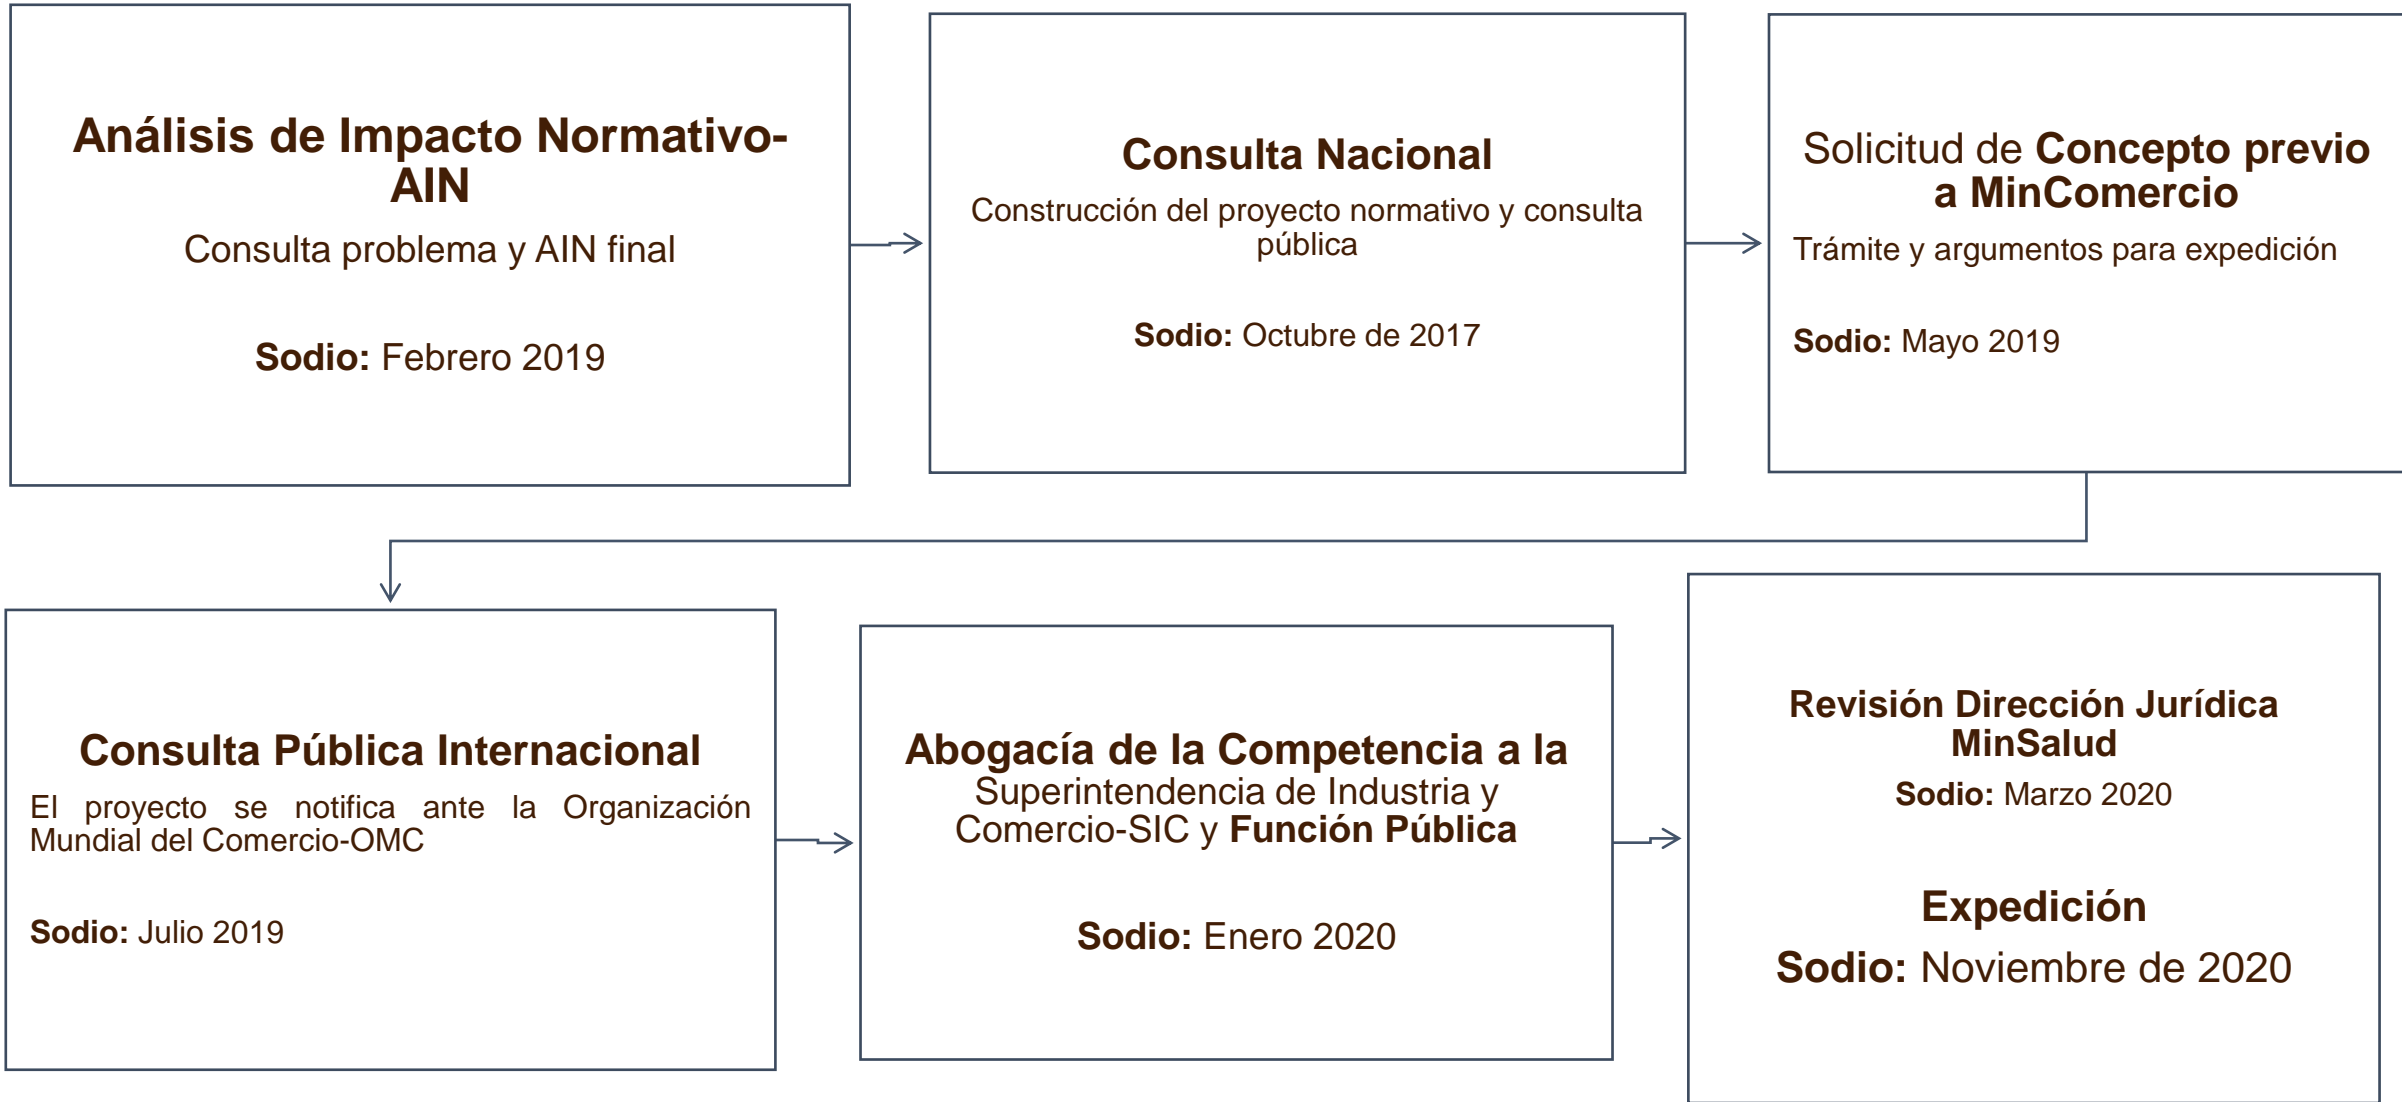 Análisis de Impacto Normativo-
AIN
Consulta problema y AIN final
Sodio: Febrero 2019
Consulta Nacional
Construcción del proyecto normativo y consulta
pública
Sodio: Octubre de 2017
Solicitud de Concepto previo
a MinComercio
Trámite y argumentos para expedición
Sodio: Mayo 2019
Consulta Pública Internacional
El proyecto se notifica ante la Organización
Mundial del Comercio-OMC
Sodio: Julio 2019
Abogacía de la Competencia a la
Superintendencia de Industria y
Comercio-SIC y Función Pública
Sodio: Enero 2020
Revisión Dirección Jurídica
MinSalud
Sodio: Marzo 2020
Expedición
Sodio: Noviembre de 2020